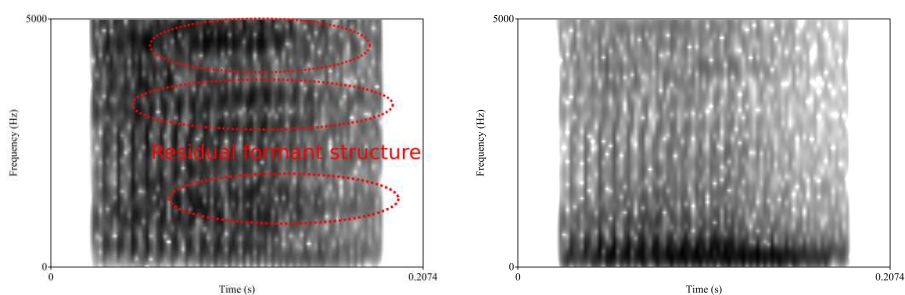 5000
Frequency (Hz)
Residual formant structure
0
0
0.2074
Time (s)
5000
Frequency (Hz)
0
0
0.2074
Time (s)